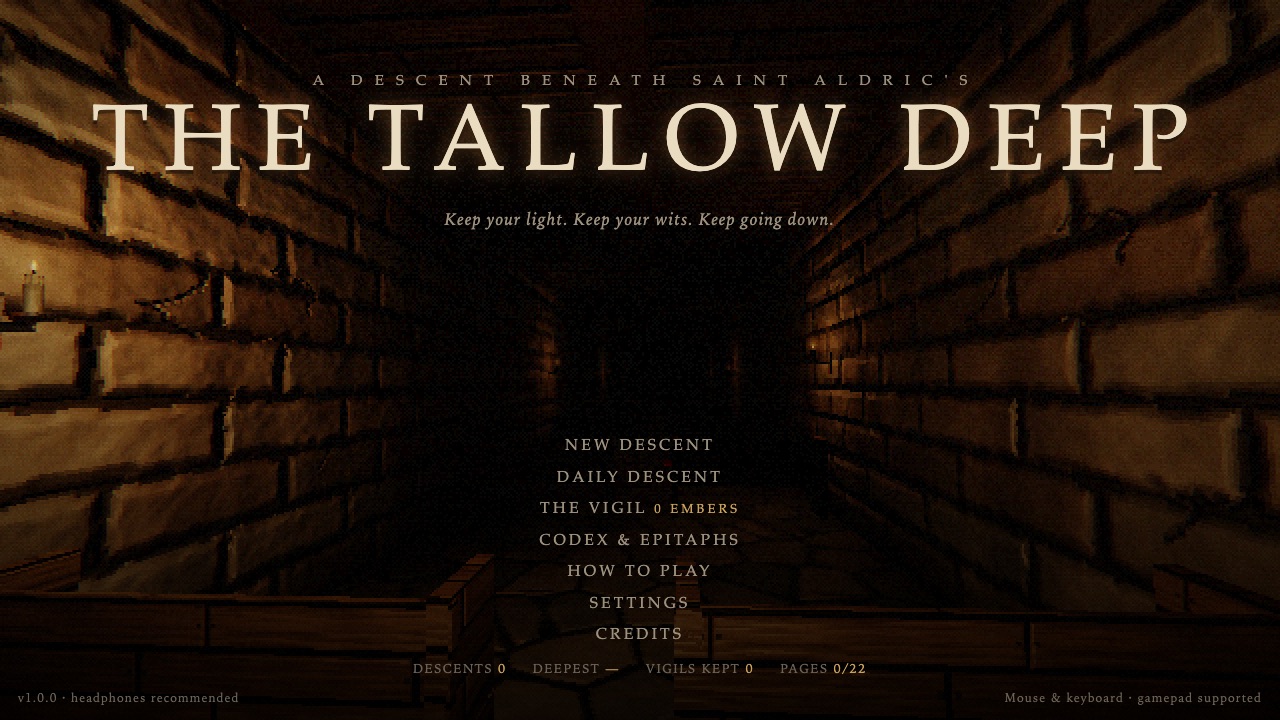 A DESCENT BENEATH SAINT ALDRIC'S
THE TALLOW DEEP
Keep your light. Keep your wits. Keep going down.
NEW DESCENT
DAILY DESCENT
THE VIGIL 0 EMBERS
CODEX & EPITAPHS
HOW TO PLAY
SETTINGS
CREDITS
DESCENTS 0 DEEPEST — VIGILS KEPT 0 PAGES 0/22
v1.0.0 · headphones recommended
Mouse & keyboard · gamepad supported